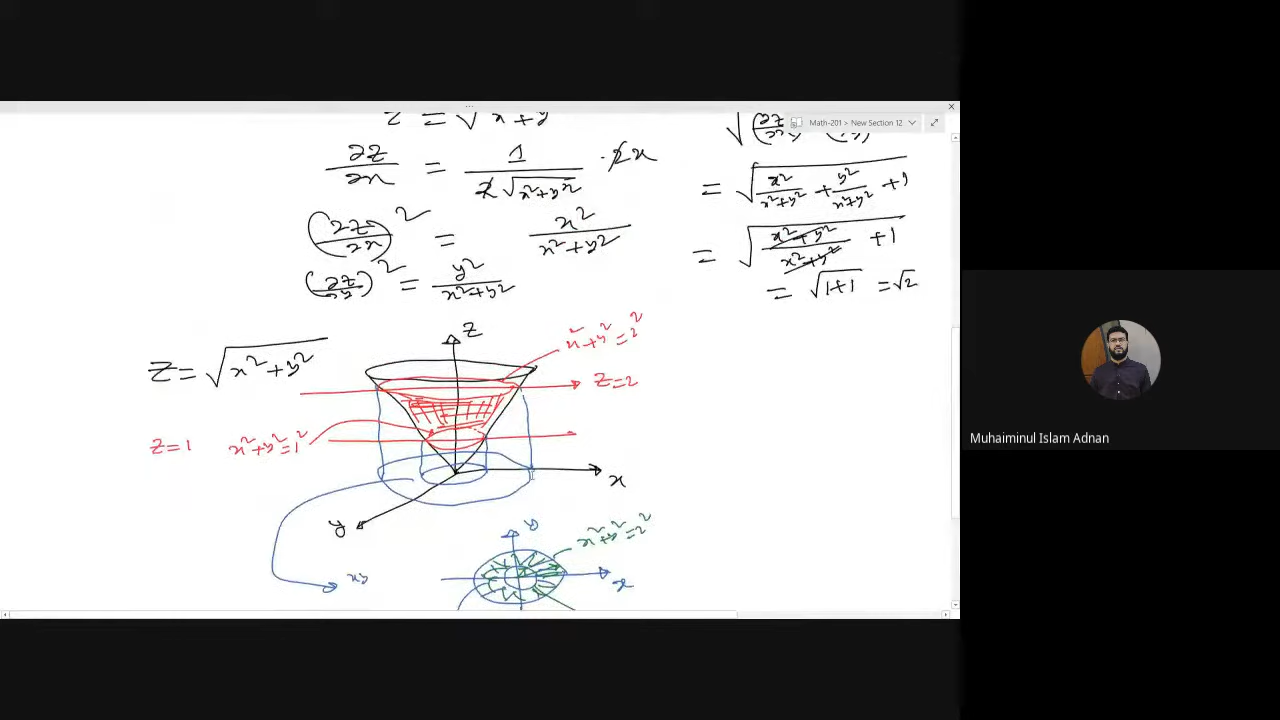 Math-201 > New Section 12
z = √x²+y²
∂z/∂x = 1/(2√x²+y²) · 2x
(∂z/∂x)² = x²/(x²+y²)
(∂z/∂y)² = y²/(x²+y²)
= √(x²/(x²+y²) + y²/(x²+y²) + 1)
= √((x²+y²)/(x²+y²) + 1)
= √(1+1) = √2
z = √x²+y²
z
x²+y²=2²
z=2
z=1 x²+y²=1²
x
y
xy
y
x²+y²=2²
x
Muhaiminul Islam Adnan